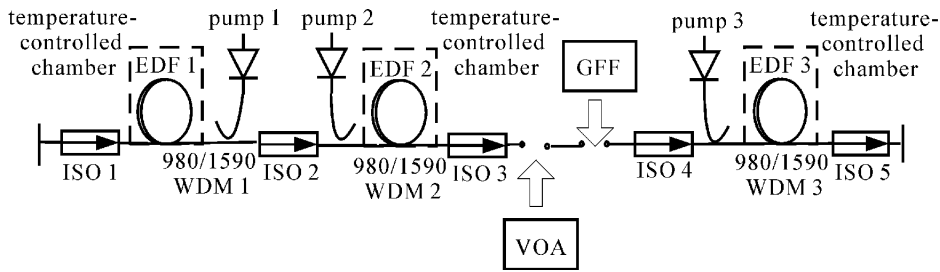 temperature-
controlled
chamber
pump 1
pump 2
temperature-
controlled
chamber
pump 3
temperature-
controlled
chamber
EDF 1
EDF 2
GFF
EDF 3
ISO 1
980/1590
WDM 1
ISO 2
980/1590
WDM 2
ISO 3
ISO 4
980/1590
WDM 3
ISO 5
VOA